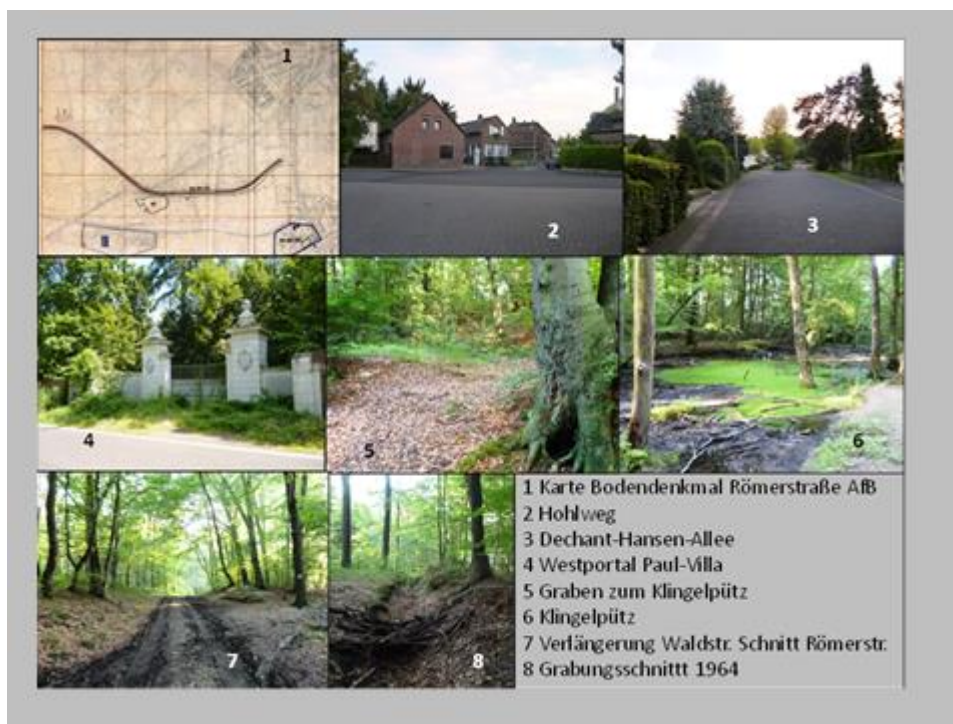 1
2
3
4
5
6
7
8
1 Karte Bodendenkmal Römerstraße AfB
2 Hohlweg
3 Dechant-Hansen-Allee
4 Westportal Paul-Villa
5 Graben zum Klingelpütz
6 Klingelpütz
7 Verlängerung Waldstr. Schnitt Römerstr.
8 Grabungsschnittt 1964